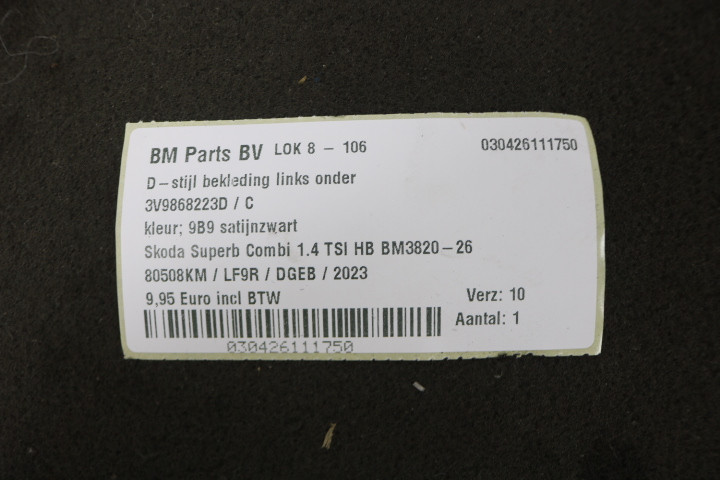 BM Parts BV LOK 8 - 106 030426111750
D-stijl bekleding links onder
3V9868223D / C
kleur; 9B9 satijnzwart
Skoda Superb Combi 1.4 TSI HB BM3820-26
80508KM / LF9R / DGEB / 2023
9,95 Euro incl BTW Verz: 10
Aantal: 1
030426111750